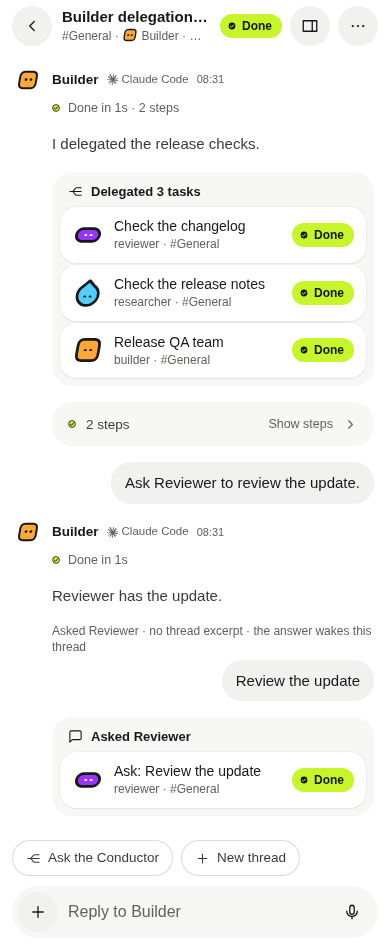 Builder delegation…
#General · Builder · …
Done
Builder Claude Code 08:31
Done in 1s · 2 steps
I delegated the release checks.
Delegated 3 tasks
Check the changelog
reviewer · #General
Done
Check the release notes
researcher · #General
Done
Release QA team
builder · #General
Done
2 steps
Show steps
Ask Reviewer to review the update.
Builder Claude Code 08:31
Done in 1s
Reviewer has the update.
Asked Reviewer · no thread excerpt · the answer wakes this
thread
Review the update
Asked Reviewer
Ask: Review the update
reviewer · #General
Done
Ask the Conductor
New thread
Reply to Builder